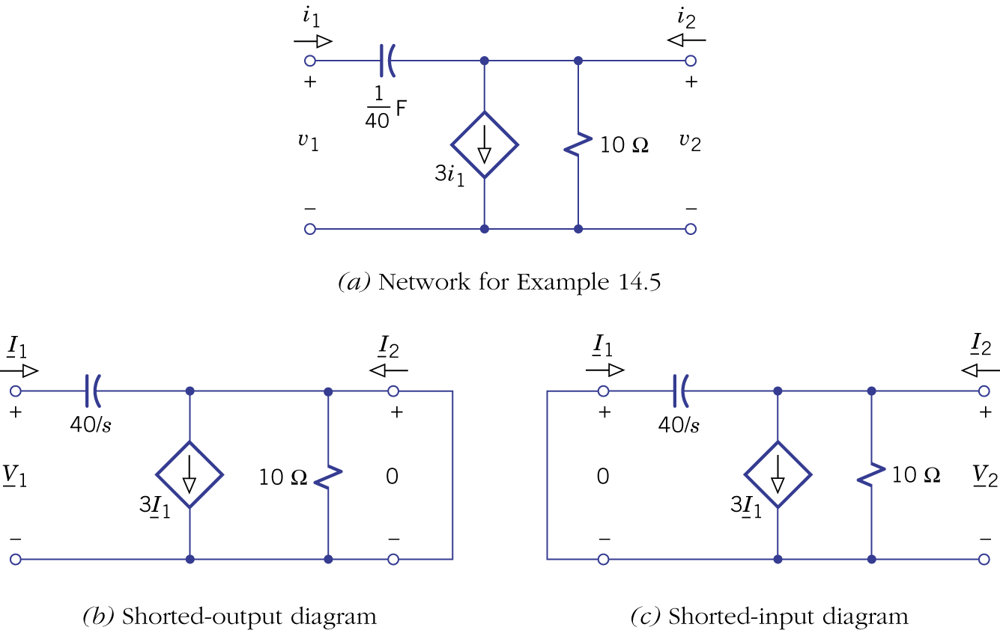 i1 i2
+ +
1/40 F
v1 3i1 10 Ω v2
− −
(a) Network for Example 14.5
I1 I2 I1 I2
+ + + +
40/s 40/s
V1 3I1 10 Ω 0 0 3I1 10 Ω V2
− − − −
(b) Shorted-output diagram (c) Shorted-input diagram